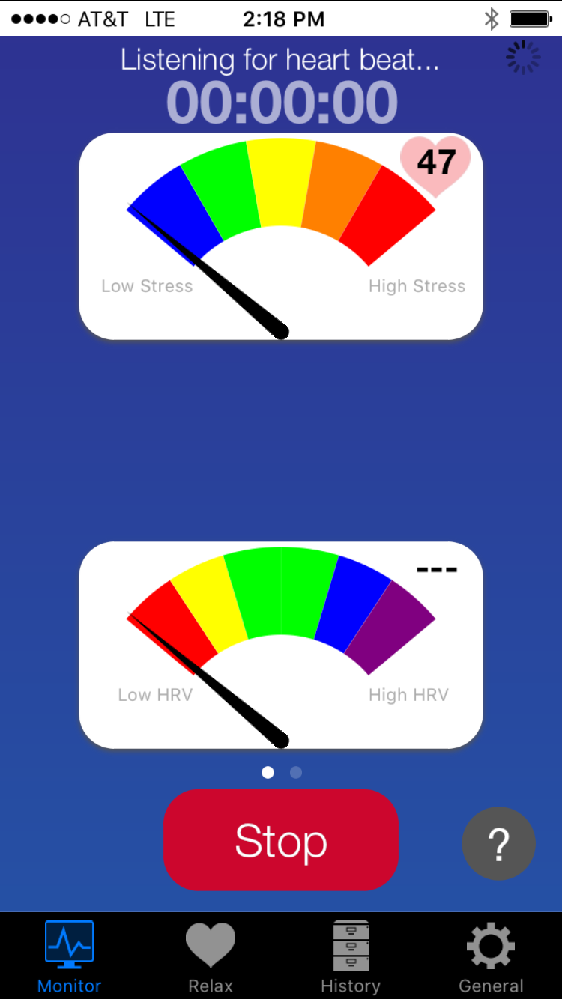 AT&T LTE 2:18 PM
Listening for heart beat...
00:00:00
47
Low Stress High Stress
---
Low HRV High HRV
Stop
?
Monitor Relax History General